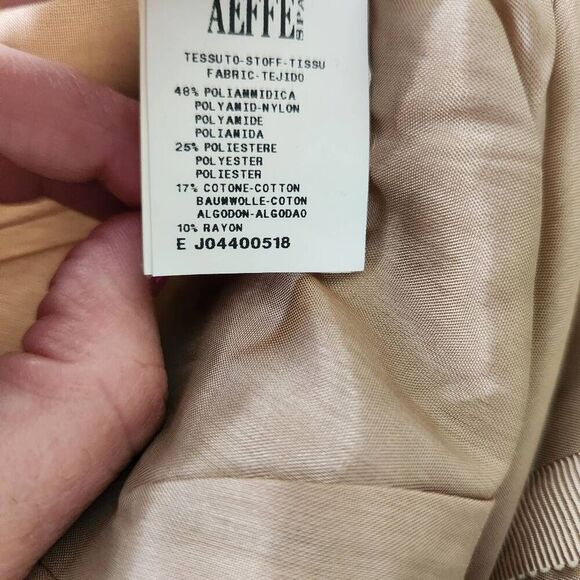 AEFFE SPA
TESSUTO-STOFF-TISSU
FABRIC-TEJIDO
48% POLIAMMIDICA
POLYAMID-NYLON
POLYAMIDE
POLIAMIDA
25% POLIESTERE
POLYESTER
POLIESTER
17% COTONE-COTTON
BAUMWOLLE-COTON
ALGODON-ALGODAO
10% RAYON
E J04400518